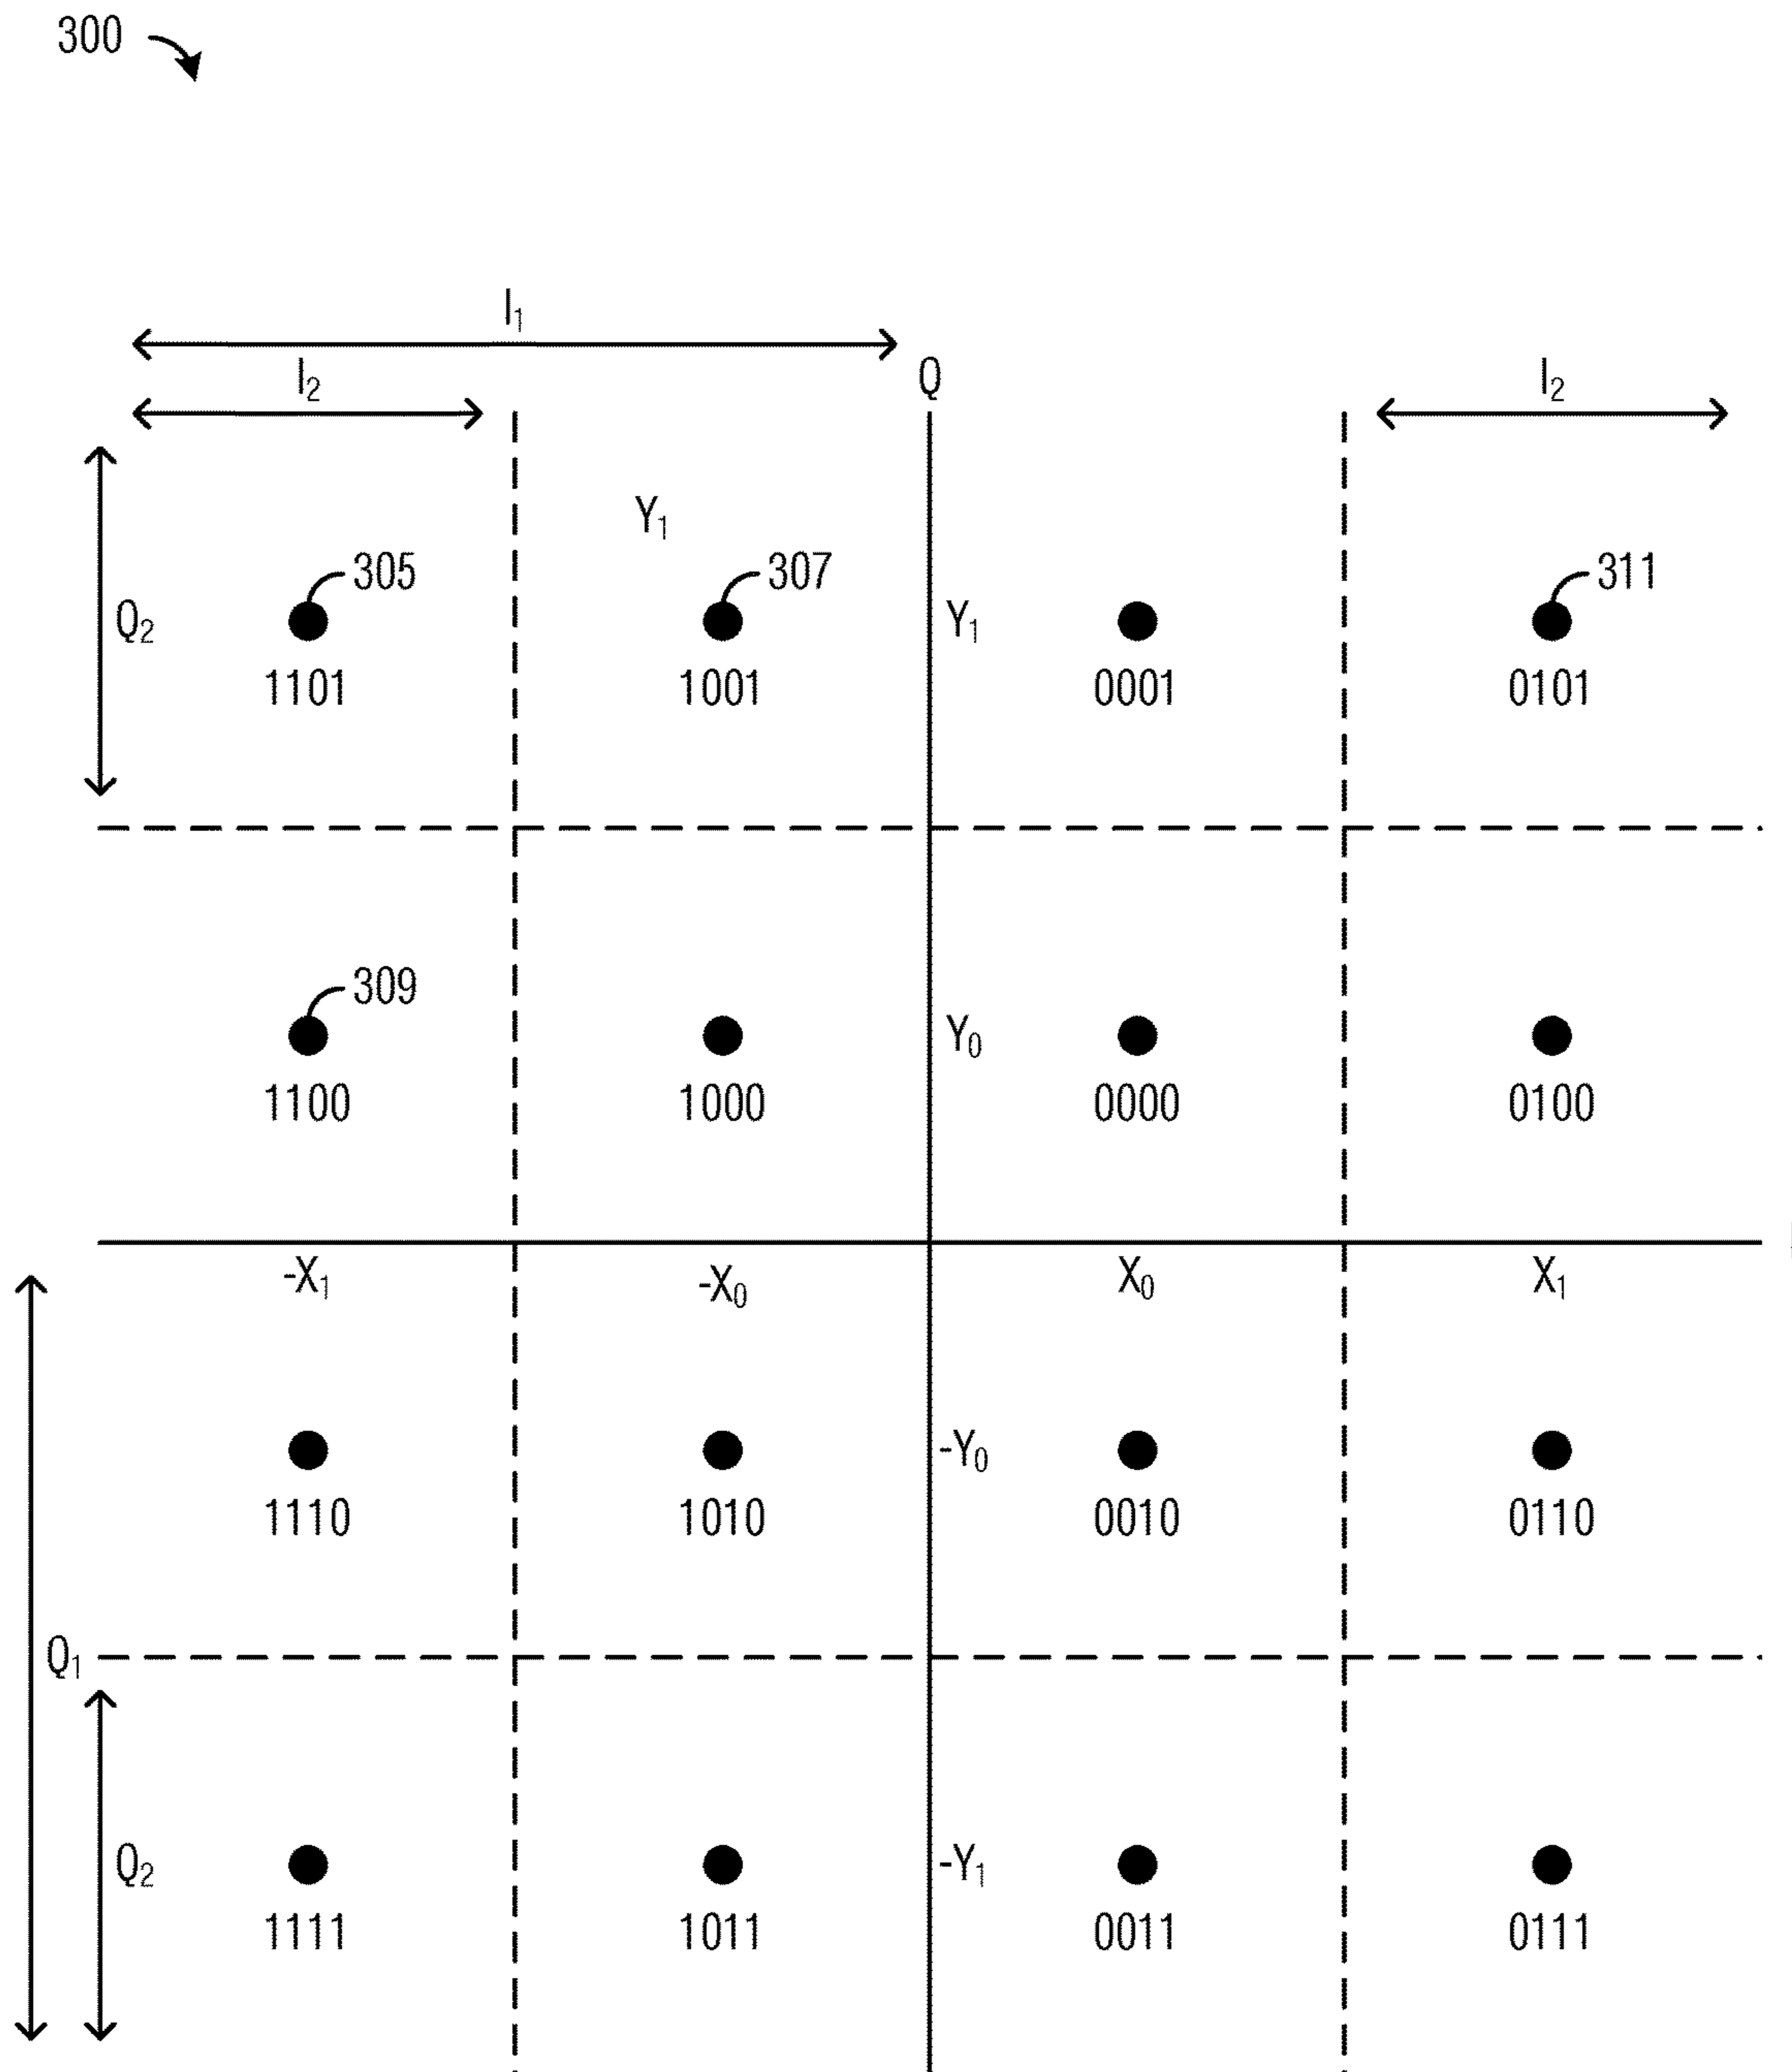 300
I₁
I₂ Q I₂
Y₁
305 307 311
Q₂ Y₁
1101 1001 0001 0101
309
Y₀
1100 1000 0000 0100
-X₁ -X₀ X₀ X₁
-Y₀
1110 1010 0010 0110
Q₁
Q₂ -Y₁
1111 1011 0011 0111